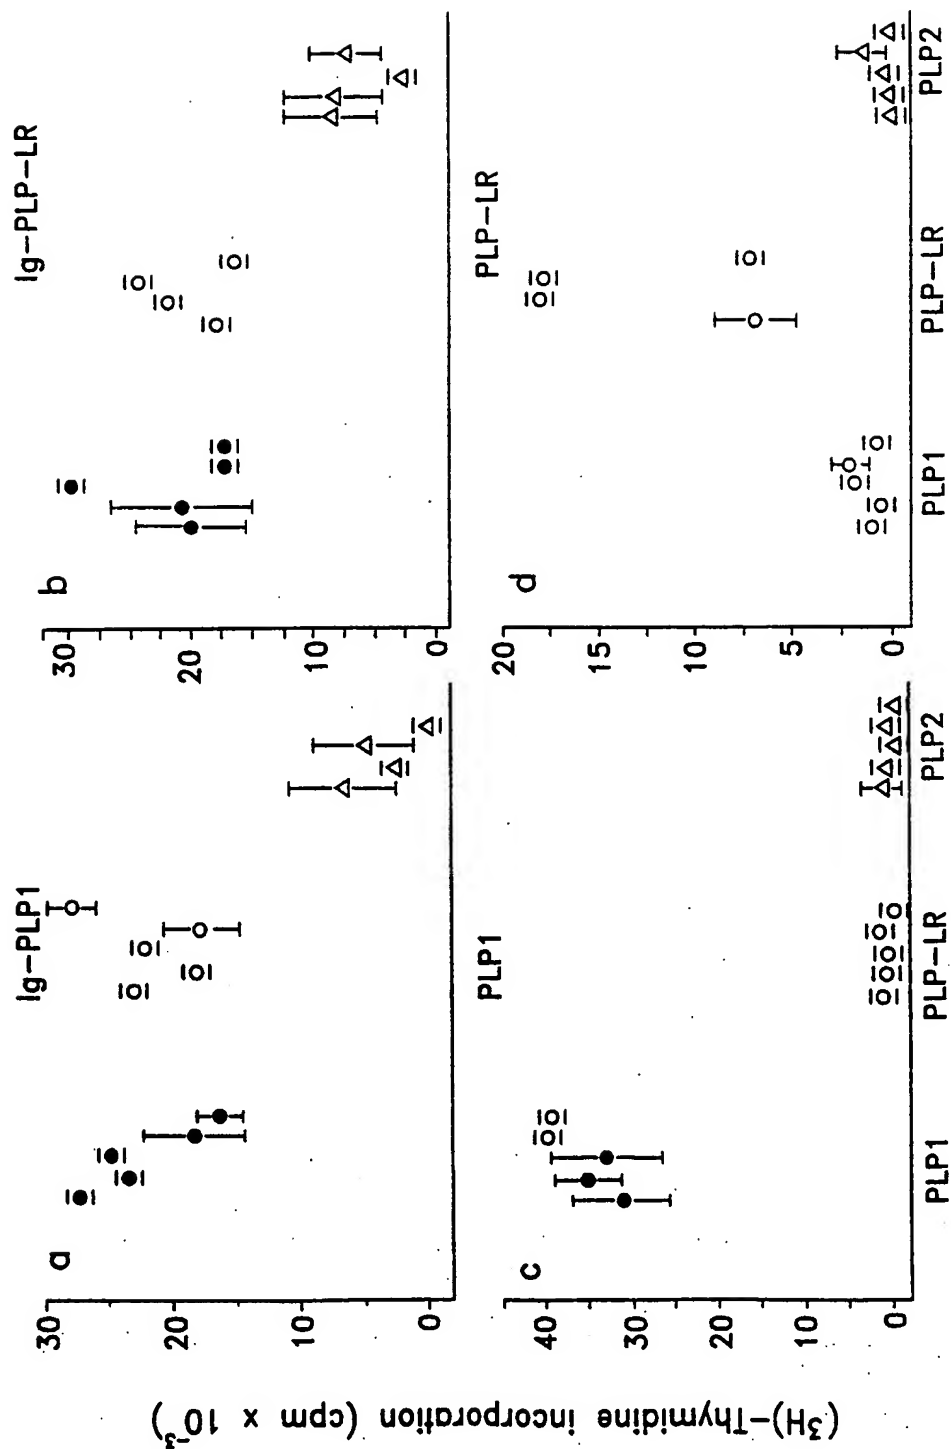 (³H)-Thymidine incorporation (cpm x 10⁻³)
a
Ig-PLP1
30
20
10
0
b
Ig-PLP-LR
30
20
10
0
c
PLP1
40
30
20
10
0
PLP1
PLP-LR
PLP2
d
PLP-LR
20
15
10
5
0
PLP1
PLP-LR
PLP2